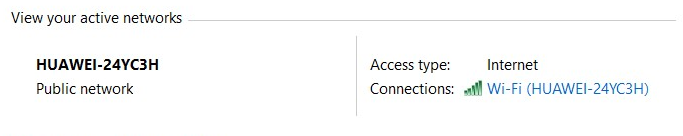 View your active networks
HUAWEI-24YC3H
Public network
Access type: Internet
Connections: Wi-Fi (HUAWEI-24YC3H)